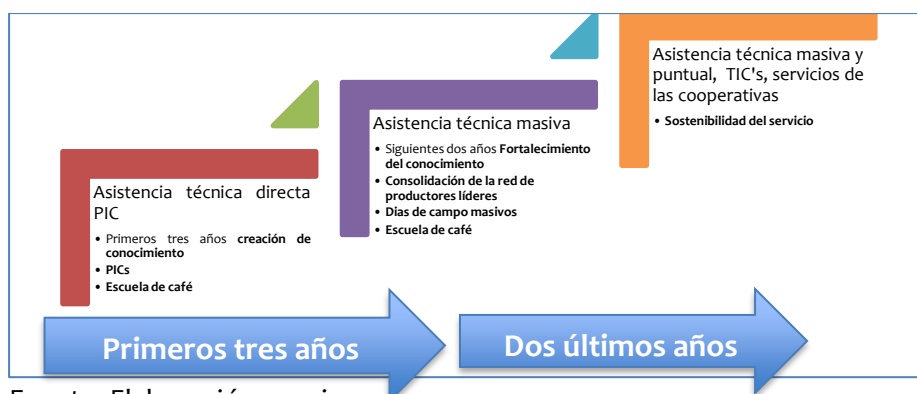 Asistencia técnica directa
PIC
• Primeros tres años creación de
conocimiento
• PICs
• Escuela de café
Asistencia técnica masiva
• Siguientes dos años Fortalecimiento
del conocimiento
• Consolidación de la red de
productores líderes
• Dias de campo masivos
• Escuela de café
Asistencia técnica masiva y
puntual, TIC's, servicios de
las cooperativas
• Sostenibilidad del servicio
Primeros tres años
Dos últimos años